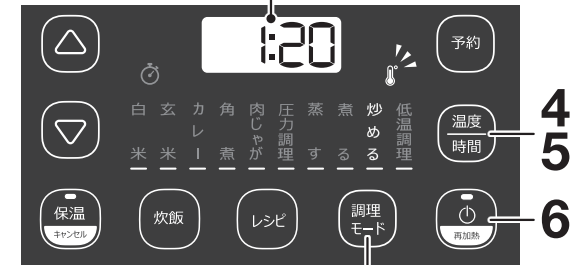 1:20
予約
白米
玄米
カレー
角煮
肉じゃが
圧力調理
蒸す
煮る
炒める
低温調理
温度
時間
4
5
保温
キャンセル
炊飯
レシピ
調理
モード
再加熱
6